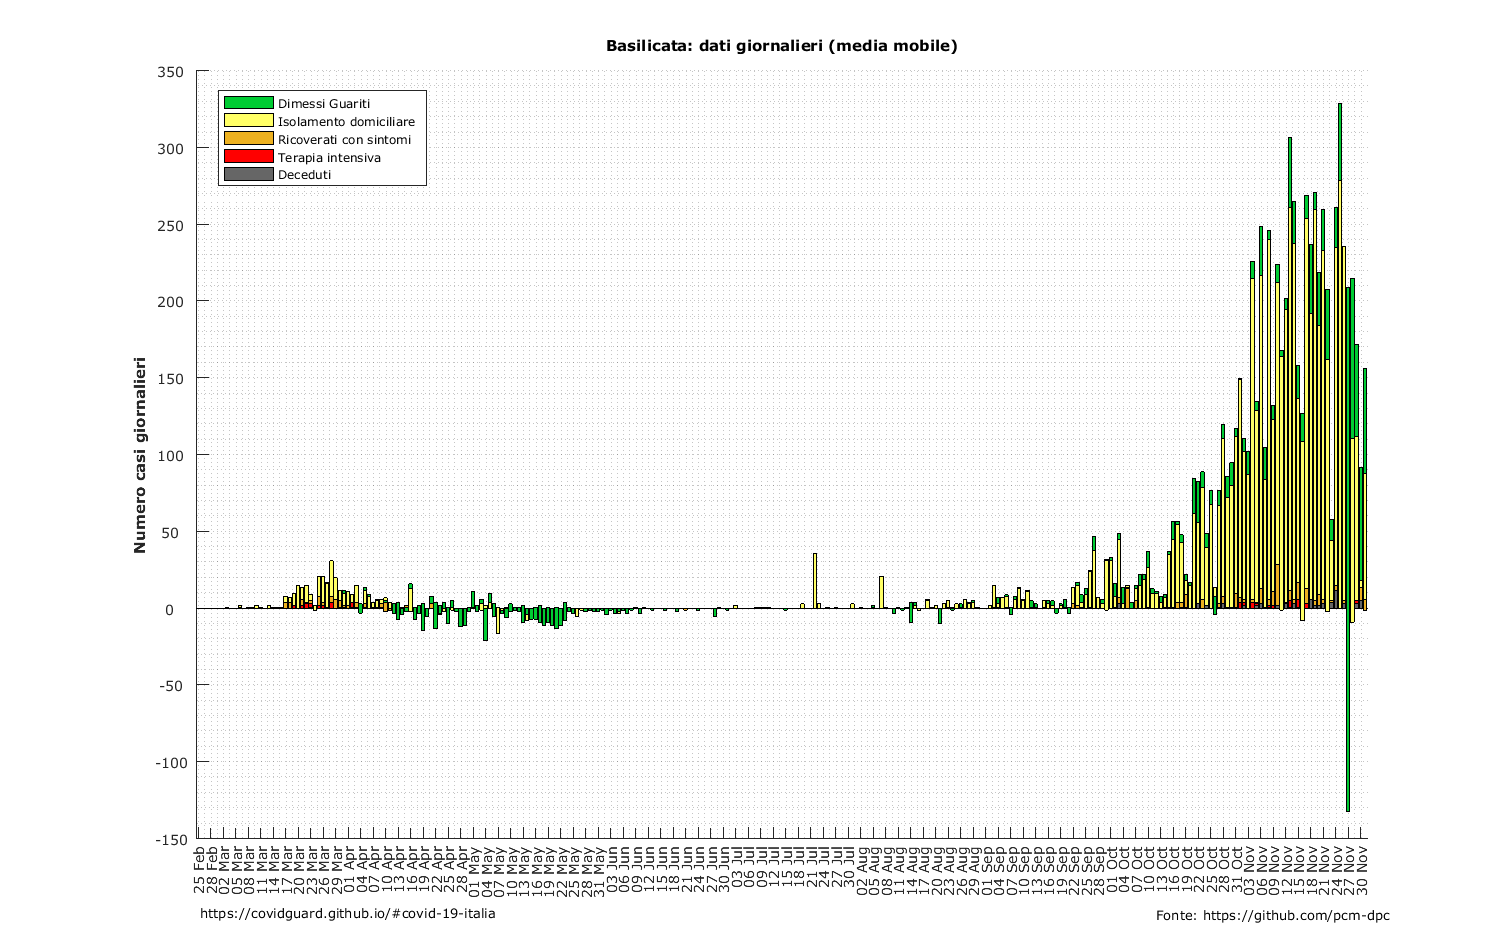 Basilicata: dati giornalieri (media mobile)
350
300
250
200
150
100
50
0
-50
-100
-150
Numero casi giornalieri
Dimessi Guariti
Isolamento domiciliare
Ricoverati con sintomi
Terapia intensiva
Deceduti
25 Feb
28 Feb
02 Mar
05 Mar
08 Mar
11 Mar
14 Mar
17 Mar
20 Mar
23 Mar
26 Mar
29 Mar
01 Apr
04 Apr
07 Apr
10 Apr
13 Apr
16 Apr
19 Apr
22 Apr
25 Apr
28 Apr
01 May
04 May
07 May
10 May
13 May
16 May
19 May
22 May
25 May
28 May
31 May
03 Jun
06 Jun
09 Jun
12 Jun
15 Jun
18 Jun
21 Jun
24 Jun
27 Jun
30 Jun
03 Jul
06 Jul
09 Jul
12 Jul
15 Jul
18 Jul
21 Jul
24 Jul
27 Jul
30 Jul
02 Aug
05 Aug
08 Aug
11 Aug
14 Aug
17 Aug
20 Aug
23 Aug
26 Aug
29 Aug
01 Sep
04 Sep
07 Sep
10 Sep
13 Sep
16 Sep
19 Sep
22 Sep
25 Sep
28 Sep
01 Oct
04 Oct
07 Oct
10 Oct
13 Oct
16 Oct
19 Oct
22 Oct
25 Oct
28 Oct
31 Oct
03 Nov
06 Nov
09 Nov
12 Nov
15 Nov
18 Nov
21 Nov
24 Nov
27 Nov
30 Nov
https://covidguard.github.io/#covid-19-italia
Fonte: https://github.com/pcm-dpc